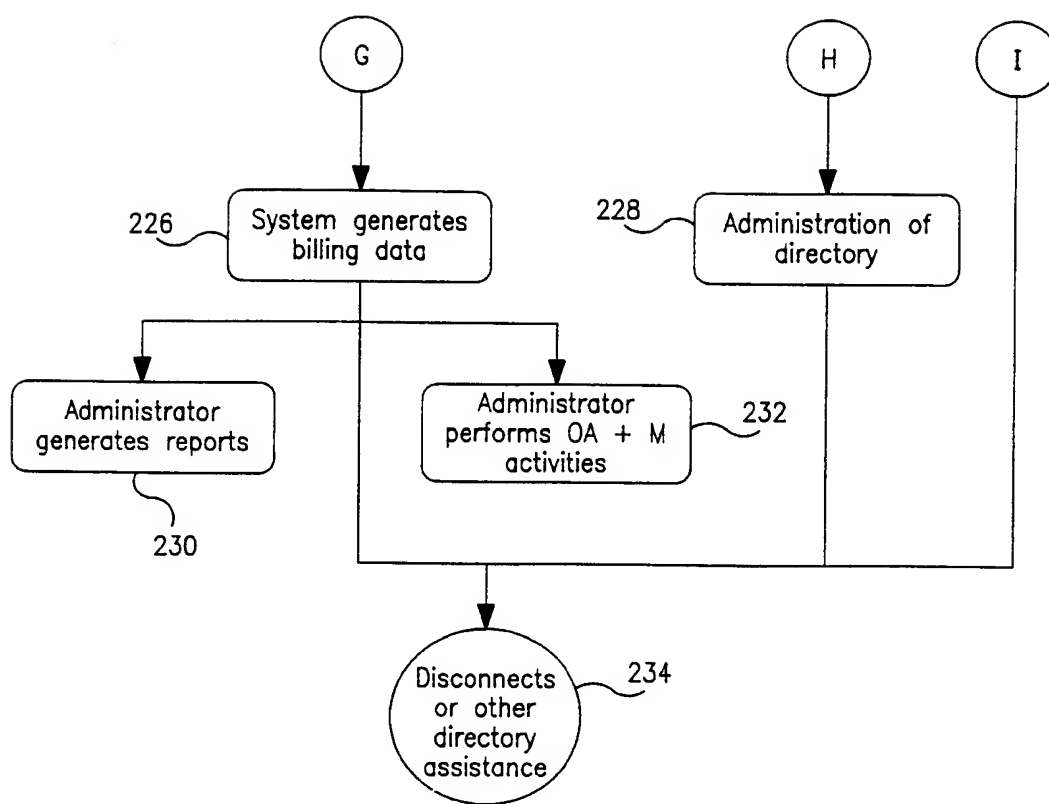 G
H
I
226
System generates
billing data
228
Administration of
directory
Administrator
generates reports
230
Administrator
performs OA + M
activities
232
Disconnects
or other
directory
assistance
234